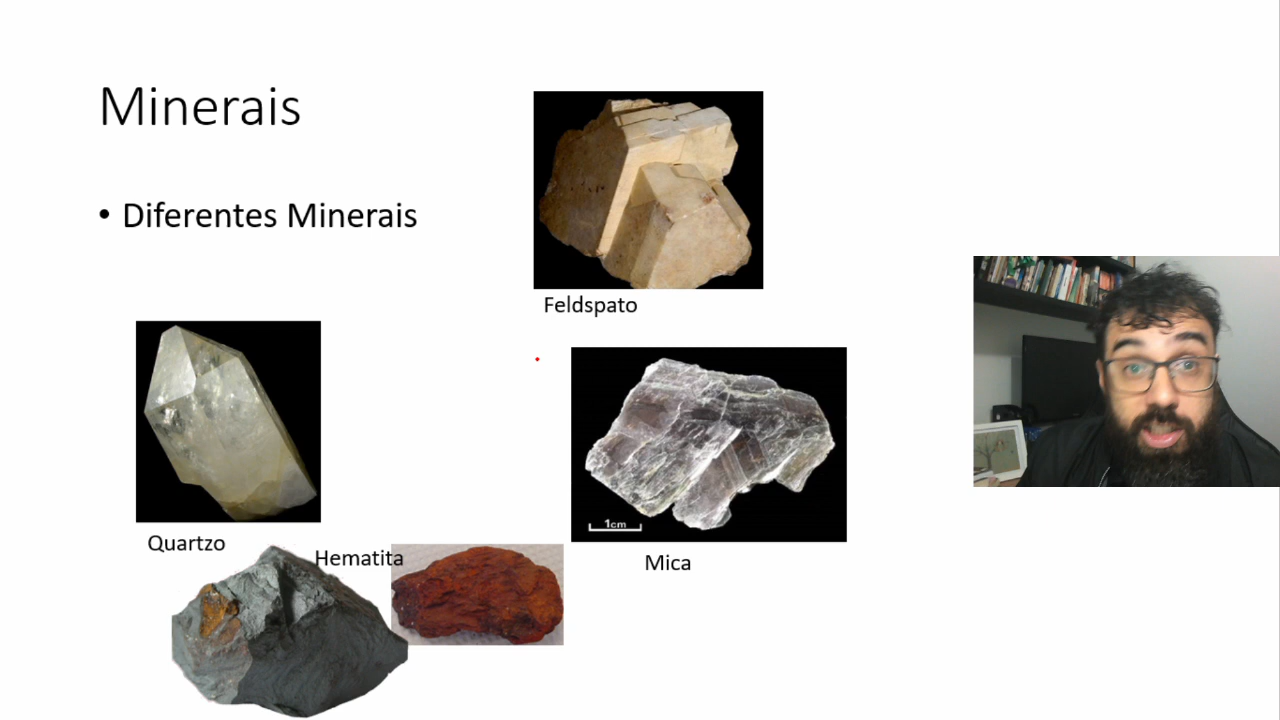 Minerais
• Diferentes Minerais
Feldspato
Quartzo
Hematita
1cm
Mica